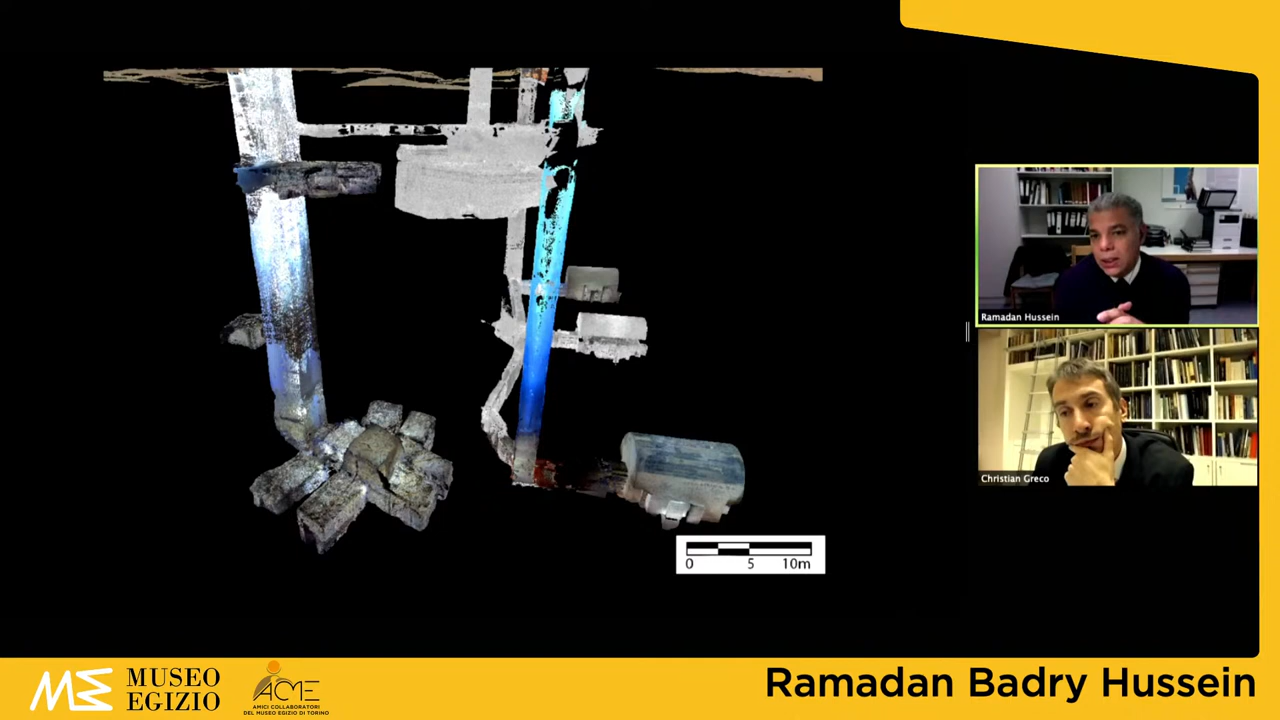 Ramadan Hussein
Christian Greco
0 5 10m
ME MUSEO
EGIZIO
ACME
AMICI COLLABORATORI
DEL MUSEO EGIZIO DI TORINO
Ramadan Badry Hussein